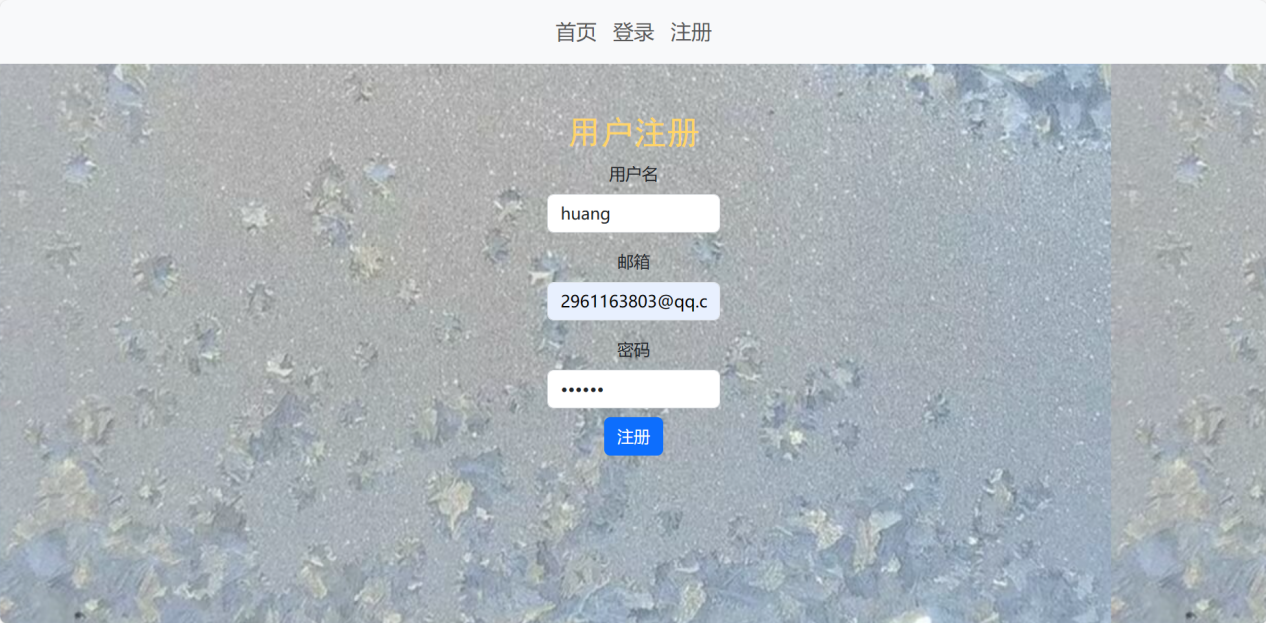 首页 登录 注册
用户注册
用户名
huang
邮箱
2961163803@qq.c
密码
••••••
注册